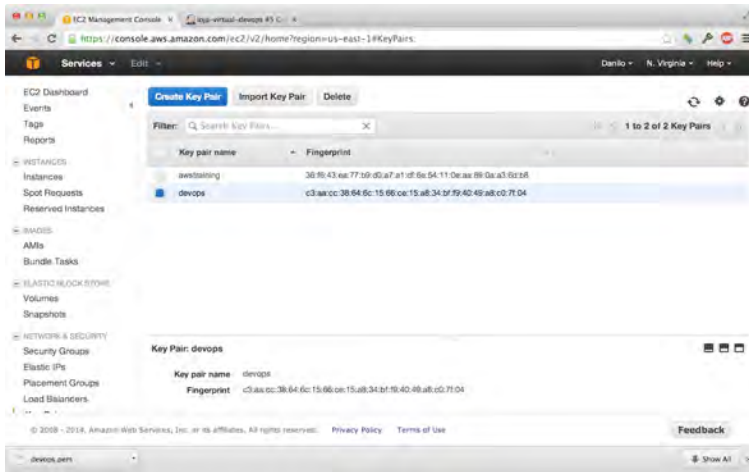 EC2 Management Console
https://console.aws.amazon.com/ec2/v2/home?region=us-east-1#KeyPairs:
Services Edit Danilo N. Virginia Help
EC2 Dashboard
Events
Tags
Reports
INSTANCES
Instances
Spot Requests
Reserved Instances
IMAGES
AMIs
Bundle Tasks
ELASTIC BLOCK STORE
Volumes
Snapshots
NETWORK & SECURITY
Security Groups
Elastic IPs
Placement Groups
Load Balancers
Create Key Pair Import Key Pair Delete
Filter: Search Key Pairs... 1 to 2 of 2 Key Pairs
Key pair name Fingerprint
awstraining
devops c3:aa:cc:38:64:6c:15:66:ce:15:a8:34:bf:f9:40:49:a8:c0:7f:04
Key Pair: devops
Key pair name devops
Fingerprint c3:aa:cc:38:64:6c:15:66:ce:15:a8:34:bf:f9:40:49:a8:c0:7f:04
© 2008 - 2014, Amazon Web Services, Inc. or its affiliates. All rights reserved. Privacy Policy Terms of Use Feedback
devops.pem Show All